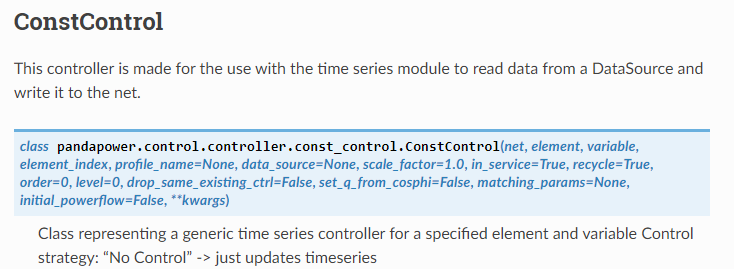 ConstControl
This controller is made for the use with the time series module to read data from a DataSource and
write it to the net.
class pandapower.control.controller.const_control.ConstControl(net, element, variable,
element_index, profile_name=None, data_source=None, scale_factor=1.0, in_service=True, recycle=True,
order=0, level=0, drop_same_existing_ctrl=False, set_q_from_cosphi=False, matching_params=None,
initial_powerflow=False, **kwargs)
Class representing a generic time series controller for a specified element and variable Control
strategy: “No Control” -> just updates timeseries